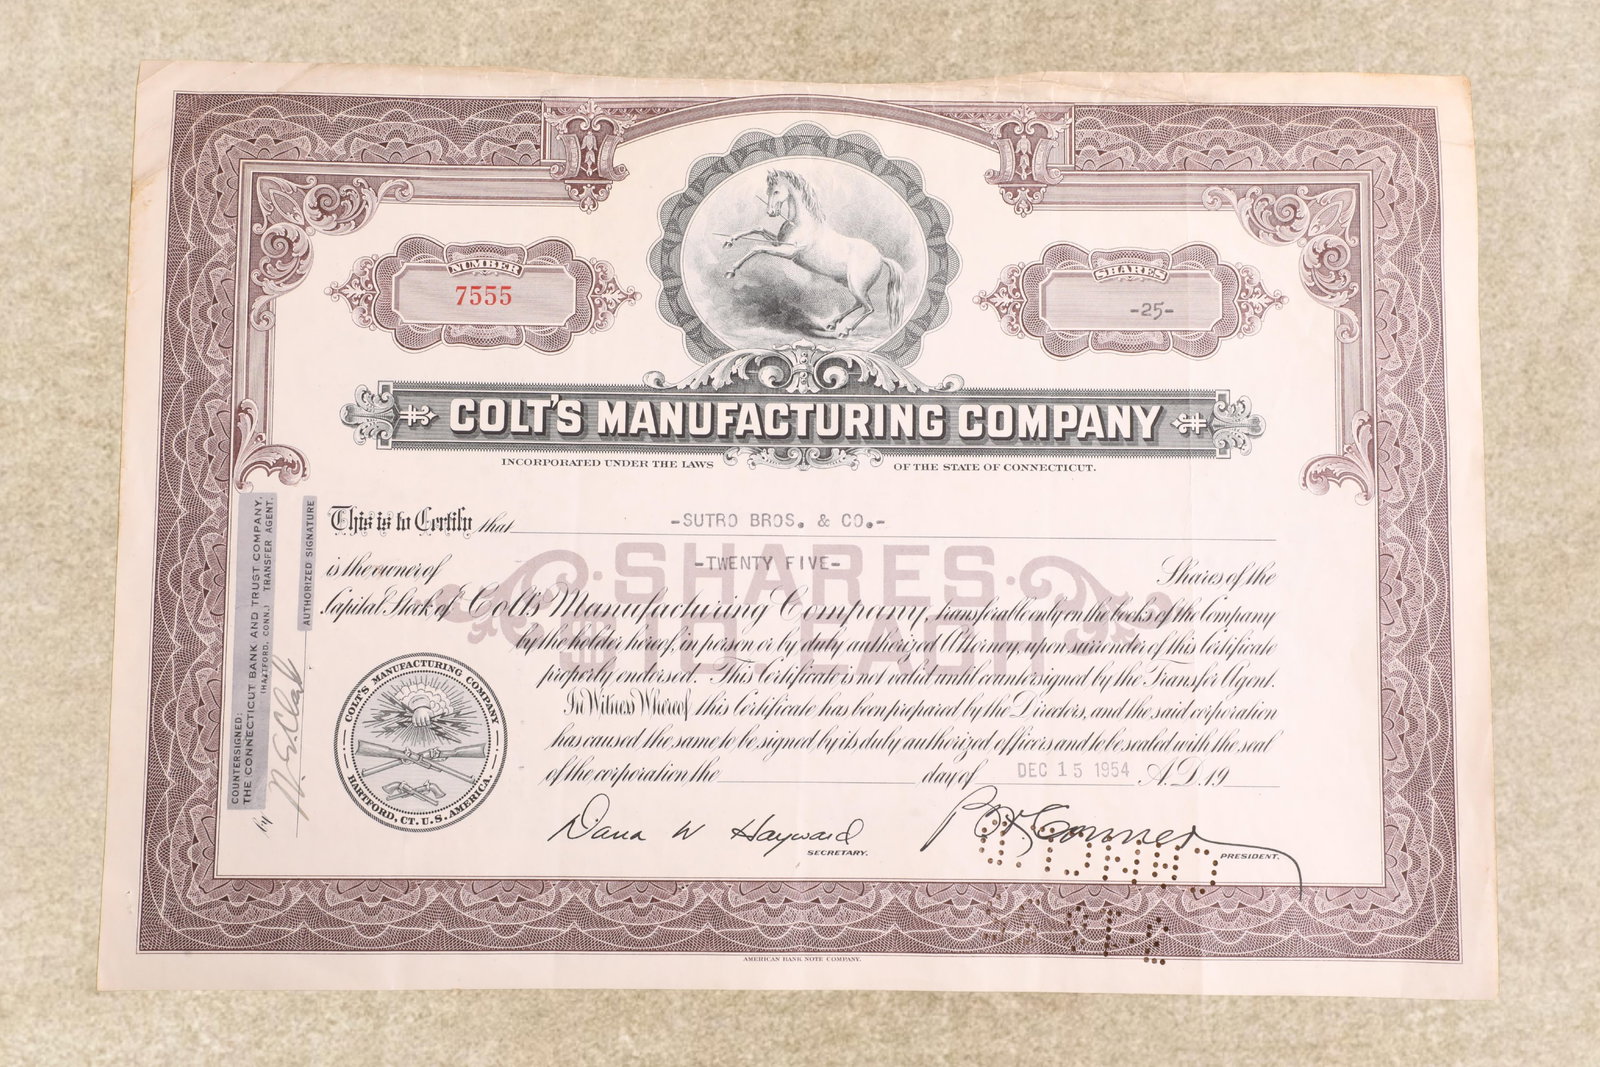 NUMBER
7555
SHARES
-25-
COLT'S MANUFACTURING COMPANY
INCORPORATED UNDER THE LAWS OF THE STATE OF CONNECTICUT.
This is to Certify that -SUTRO BROS. & CO.-
is the owner of -TWENTY FIVE- Shares of the
SHARES
$10. EACH
Capital Stock of Colt's Manufacturing Company, transferable only on the books of the Company
by the holder hereof, in person or by duly authorized Attorney, upon surrender of this Certificate
properly endorsed. This Certificate is not valid until countersigned by the Transfer Agent.
In Witness Whereof this Certificate has been prepared by the Directors, and the said corporation
has caused the same to be signed by its duly authorized officers and to be sealed with the seal
of the corporation the day of DEC 15 1954 A.D. 19
Dana W Hayward
SECRETARY.
PRESIDENT.
COLT'S MANUFACTURING COMPANY
HARTFORD, CT. U.S. AMERICA.
COUNTERSIGNED:
THE CONNECTICUT BANK AND TRUST COMPANY,
(HARTFORD, CONN.) TRANSFER AGENT.
by
AUTHORIZED SIGNATURE
AMERICAN BANK NOTE COMPANY.